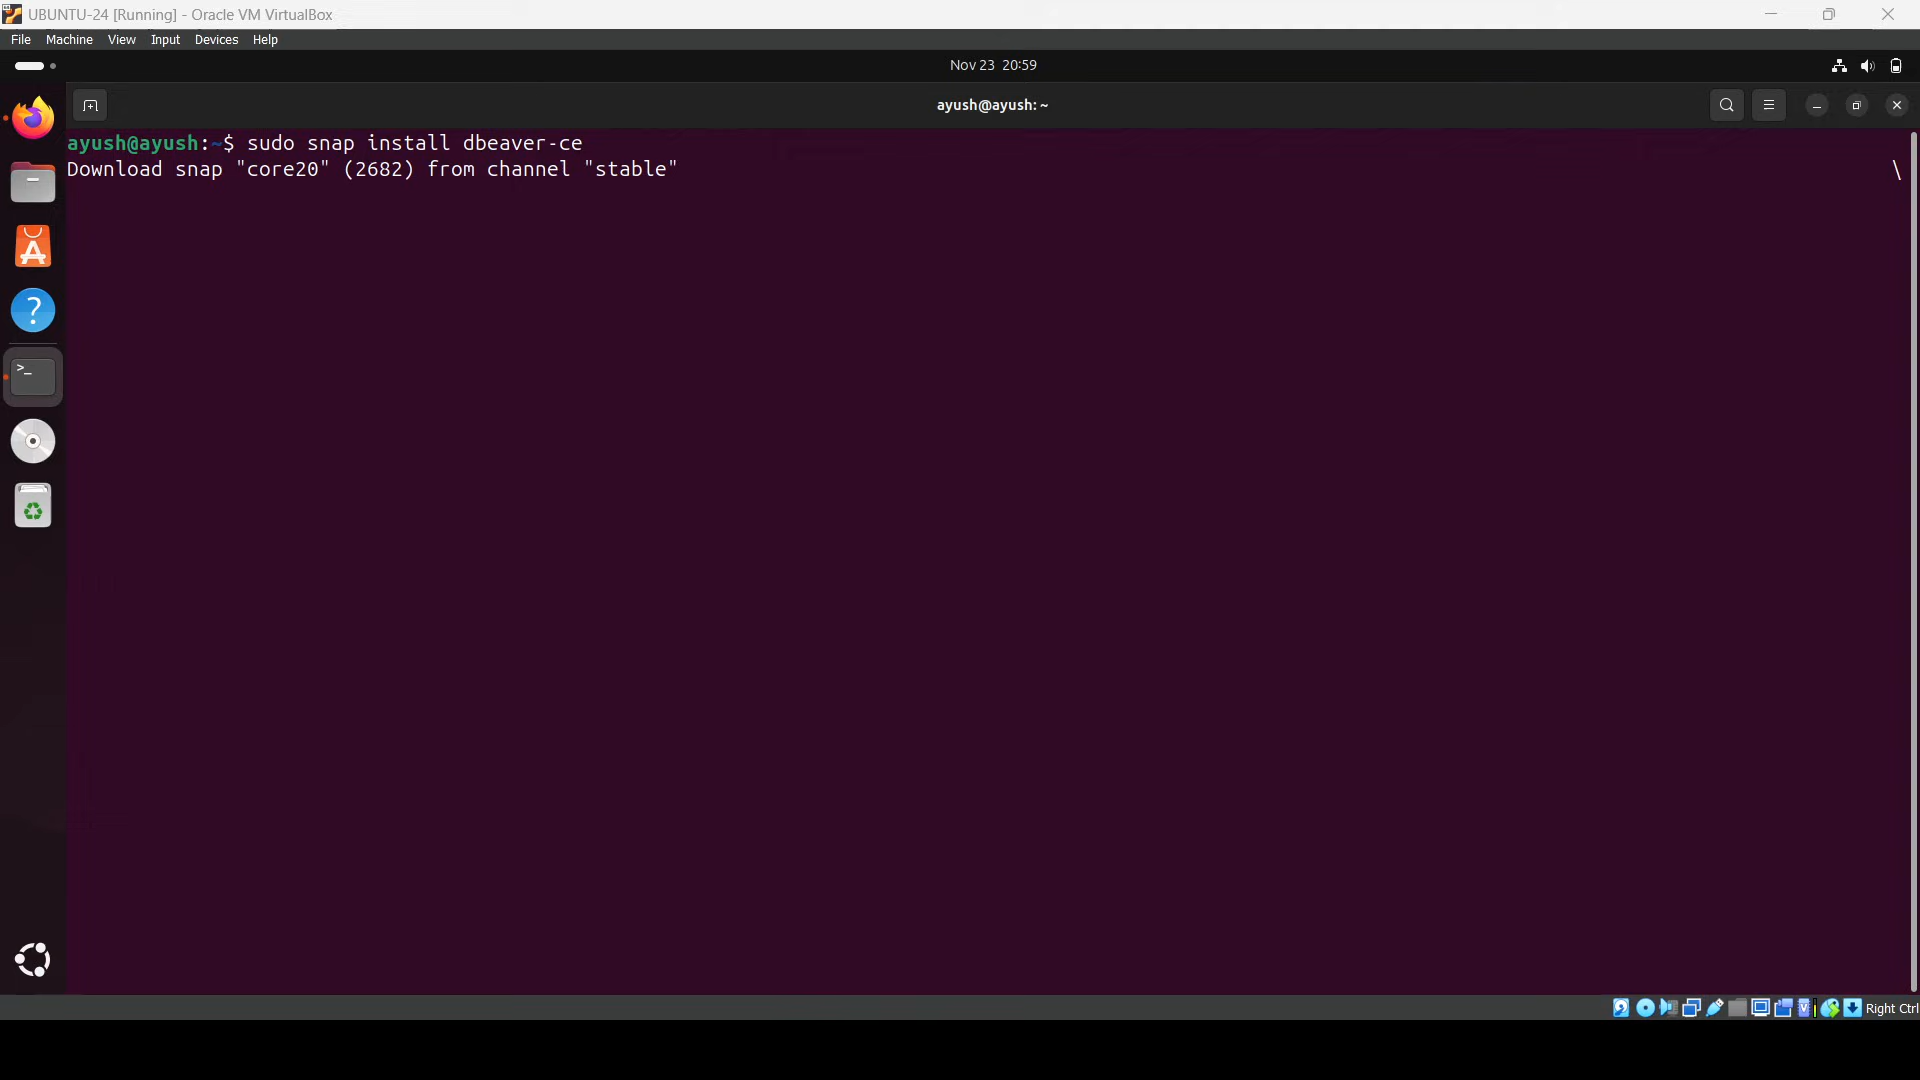 UBUNTU-24 [Running] - Oracle VM VirtualBox
File Machine View Input Devices Help
Nov 23 20:59
ayush@ayush: ~
ayush@ayush:~$ sudo snap install dbeaver-ce
Download snap "core20" (2682) from channel "stable" \
Right Ctrl